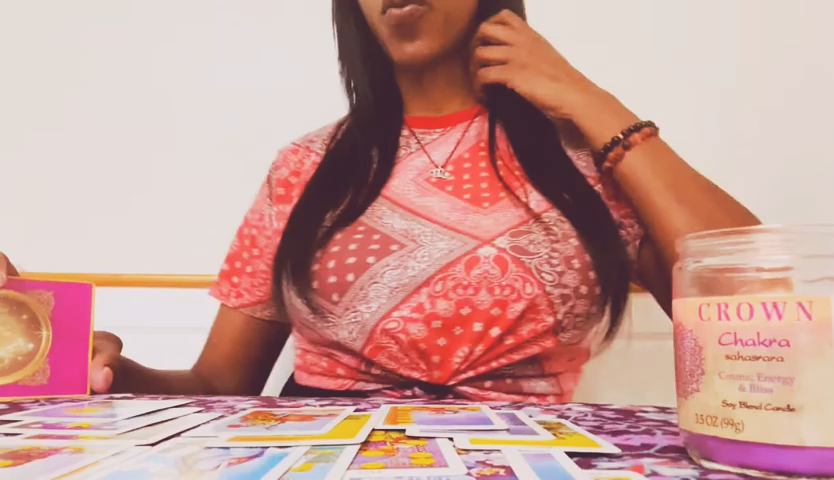 CROWN
Chakra
sahasrara
Cosmic Energy
& Bliss
Soy Blend Candle
3.5 OZ (99g)